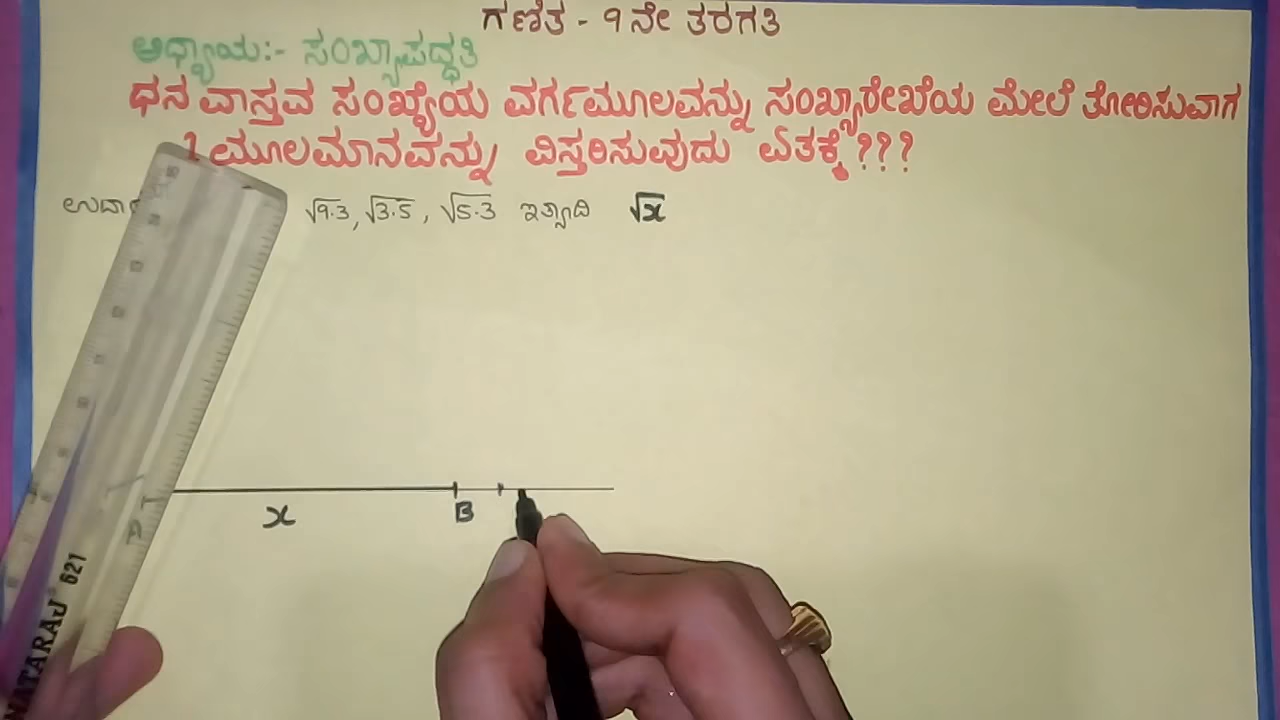 ಗಣಿತ - ೧ನೇ ತರಗತಿ
ಅಧ್ಯಾಯ:- ಸಂಖ್ಯಾಪದ್ಧತಿ
ಧನ ವಾಸ್ತವ ಸಂಖ್ಯೆಯ ವರ್ಗಮೂಲವನ್ನು ಸಂಖ್ಯಾರೇಖೆಯ ಮೇಲೆ ತೋರಿಸುವಾಗ
1 ಮೂಲಮಾನವನ್ನು ವಿಸ್ತರಿಸುವುದು ಏತಕ್ಕೆ???
√9.3, √3.5, √5.3 ಇತ್ಯಾದಿ √x
x B
NATARAJ 621